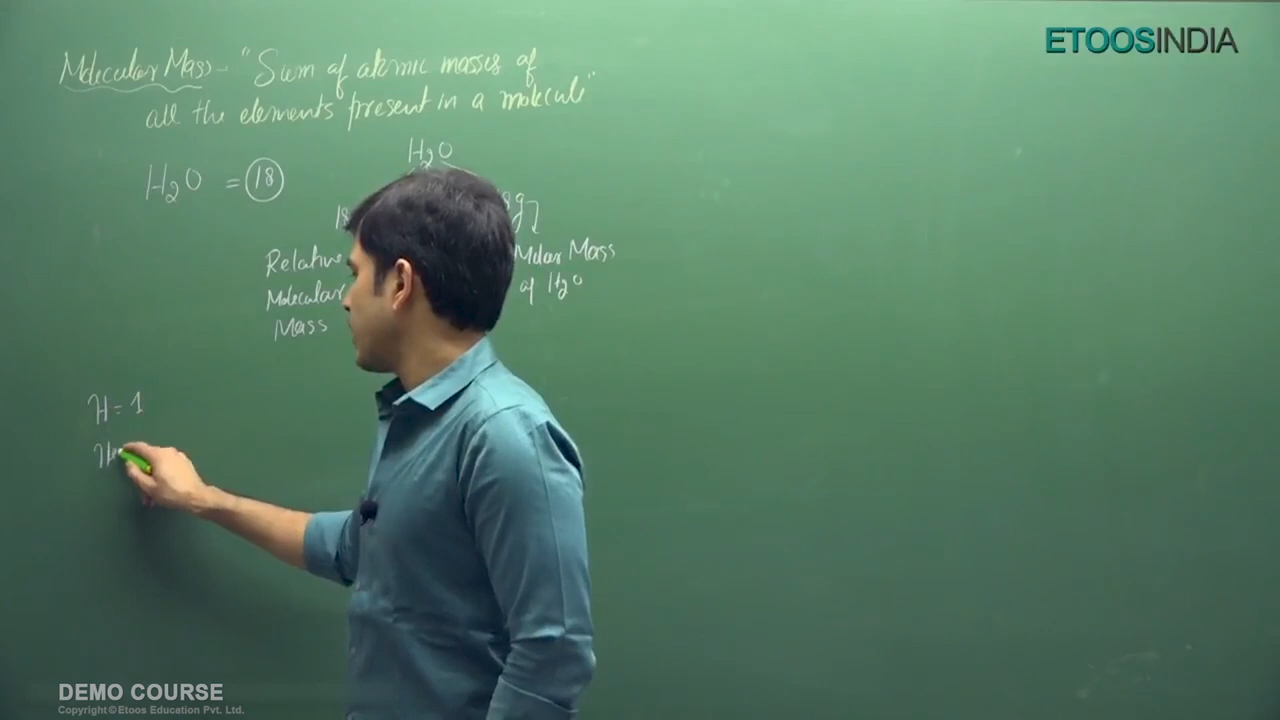 ETOOSINDIA
Molecular Mass - "Sum of atomic masses of
all the elements present in a molecule"
H₂O = 18
H₂O
18
g
Relative
Molecular
Mass
Molar Mass
of H₂O
H = 1
DEMO COURSE
Copyright©Etoos Education Pvt. Ltd.